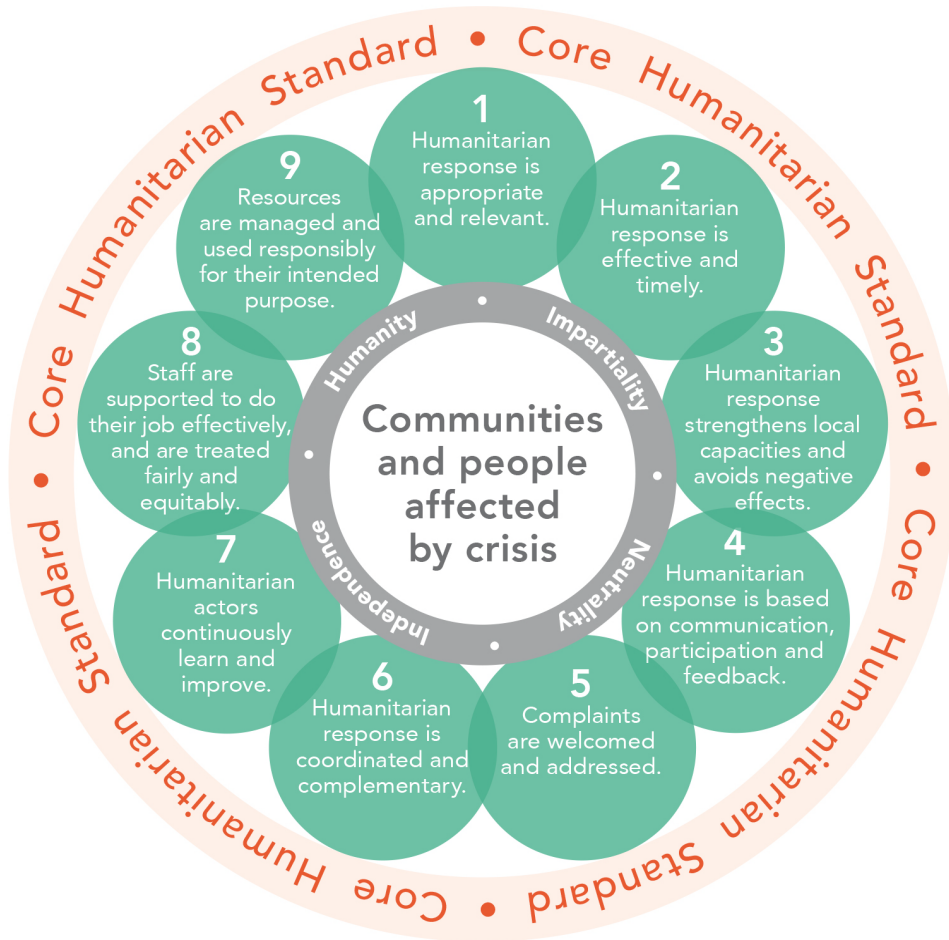 Core Humanitarian Standard • Core Humanitarian Standard • Core Humanitarian Standard • Core Humanitarian Standard •
1
Humanitarian
response is
appropriate
and relevant.
2
Humanitarian
response is
effective and
timely.
3
Humanitarian
response
strengthens local
capacities and
avoids negative
effects.
4
Humanitarian
response is based
on communication,
participation and
feedback.
5
Complaints
are welcomed
and addressed.
6
Humanitarian
response is
coordinated and
complementary.
7
Humanitarian
actors
continuously
learn and
improve.
8
Staff are
supported to do
their job effectively,
and are treated
fairly and
equitably.
9
Resources
are managed and
used responsibly
for their intended
purpose.
Humanity • Impartiality • Neutrality • Independence •
Communities
and people
affected
by crisis